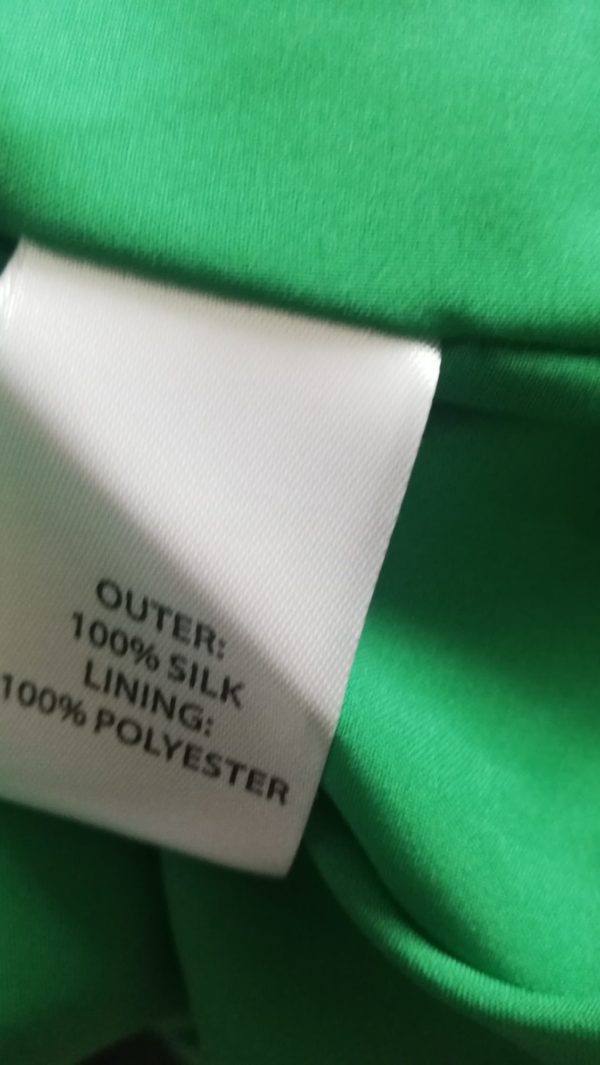 OUTER:
100% SILK
LINING:
100% POLYESTER